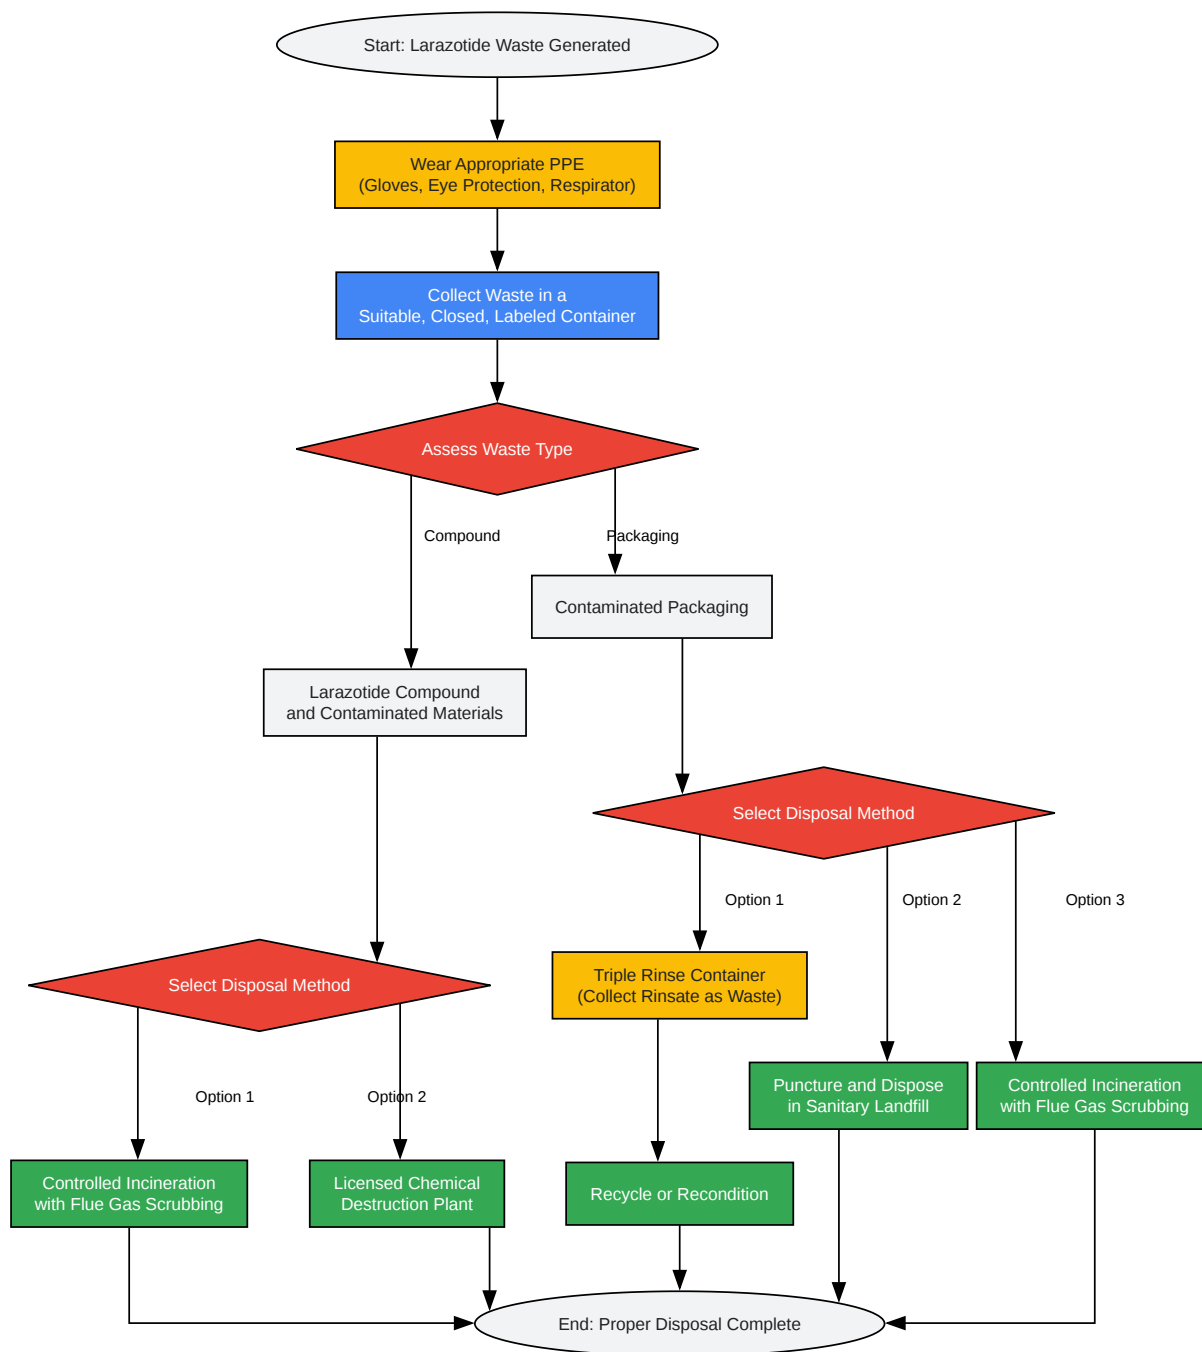 Start: Larazotide Waste Generated
Wear Appropriate PPE
(Gloves, Eye Protection, Respirator)
Collect Waste in a
Suitable, Closed, Labeled Container
Assess Waste Type
Compound
Packaging
Contaminated Packaging
Larazotide Compound
and Contaminated Materials
Select Disposal Method
Option 1
Option 2
Option 3
Triple Rinse Container
(Collect Rinsate as Waste)
Select Disposal Method
Puncture and Dispose
in Sanitary Landfill
Controlled Incineration
with Flue Gas Scrubbing
Option 1
Option 2
Controlled Incineration
with Flue Gas Scrubbing
Licensed Chemical
Destruction Plant
Recycle or Recondition
End: Proper Disposal Complete